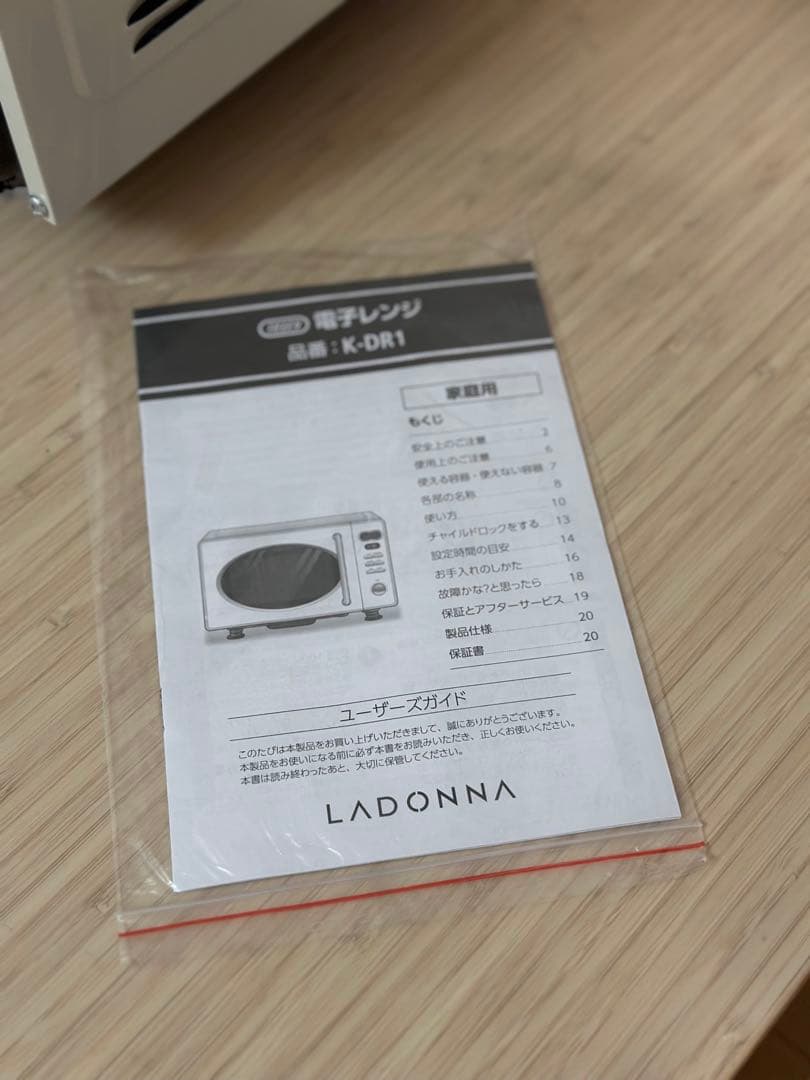 電子レンジ
品番：K-DR1
家庭用
もくじ
安全上のご注意 2
使用上のご注意 6
使える容器・使えない容器 7
各部の名称 8
使い方 10
チャイルドロックをする 13
設定時間の目安 14
お手入れのしかた 16
故障かな?と思ったら 18
保証とアフターサービス 19
製品仕様 20
保証書 20
ユーザーズガイド
このたびは本製品をお買い上げいただきまして、誠にありがとうございます。
本製品をお使いになる前に必ず本書をお読みいただき、正しくお使いください。
本書は読み終わったあと、大切に保管してください。
LADONNA